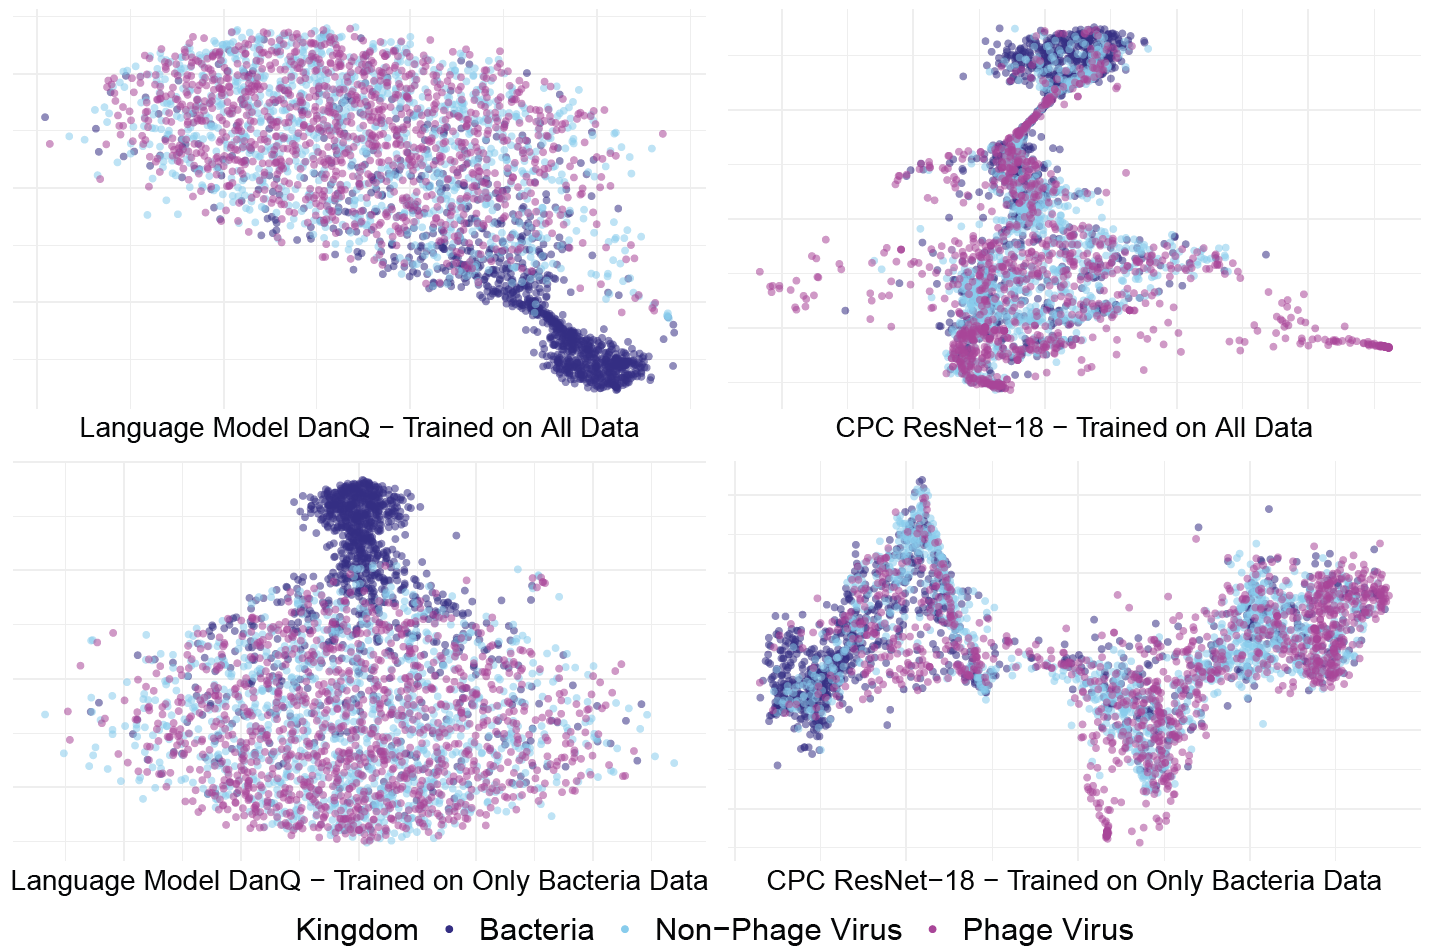 Language Model DanQ − Trained on All Data
CPC ResNet−18 − Trained on All Data
Language Model DanQ − Trained on Only Bacteria Data
CPC ResNet−18 − Trained on Only Bacteria Data
Kingdom Bacteria Non−Phage Virus Phage Virus